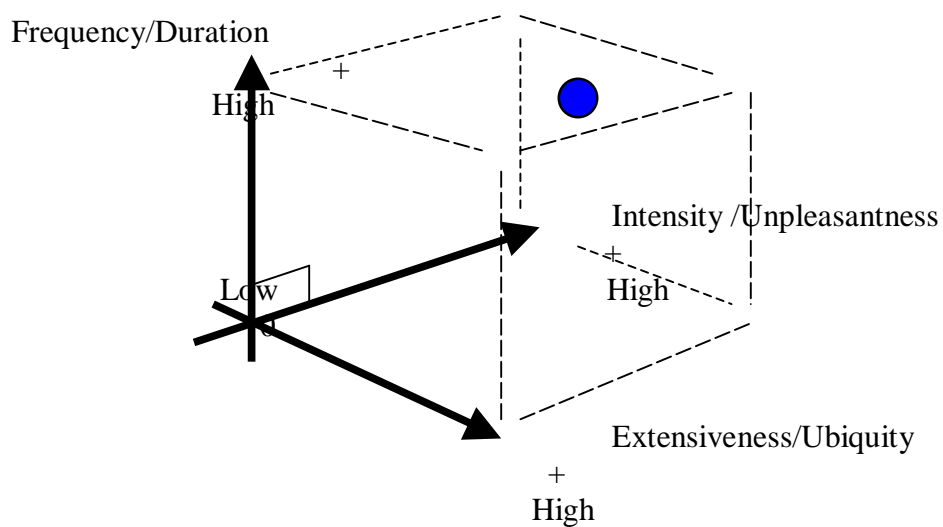 Frequency/Duration
+
High
Intensity /Unpleasantness
+
High
Low
0
Extensiveness/Ubiquity
+
High